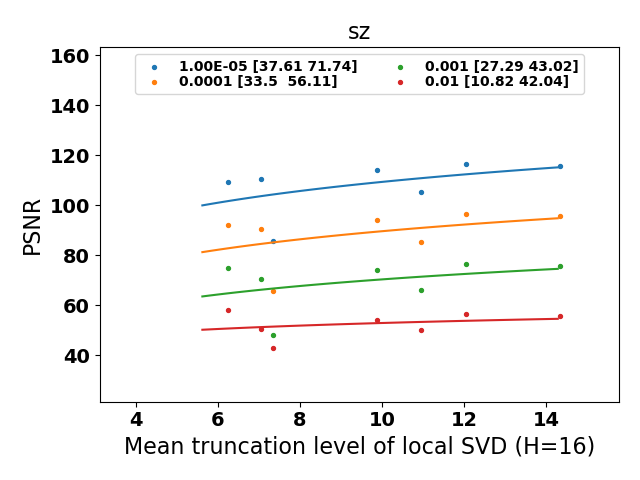 sz
160
140
120
100
80
60
40
PSNR
1.00E-05 [37.61 71.74]
0.0001 [33.5  56.11]
0.001 [27.29 43.02]
0.01 [10.82 42.04]
4 6 8 10 12 14
Mean truncation level of local SVD (H=16)